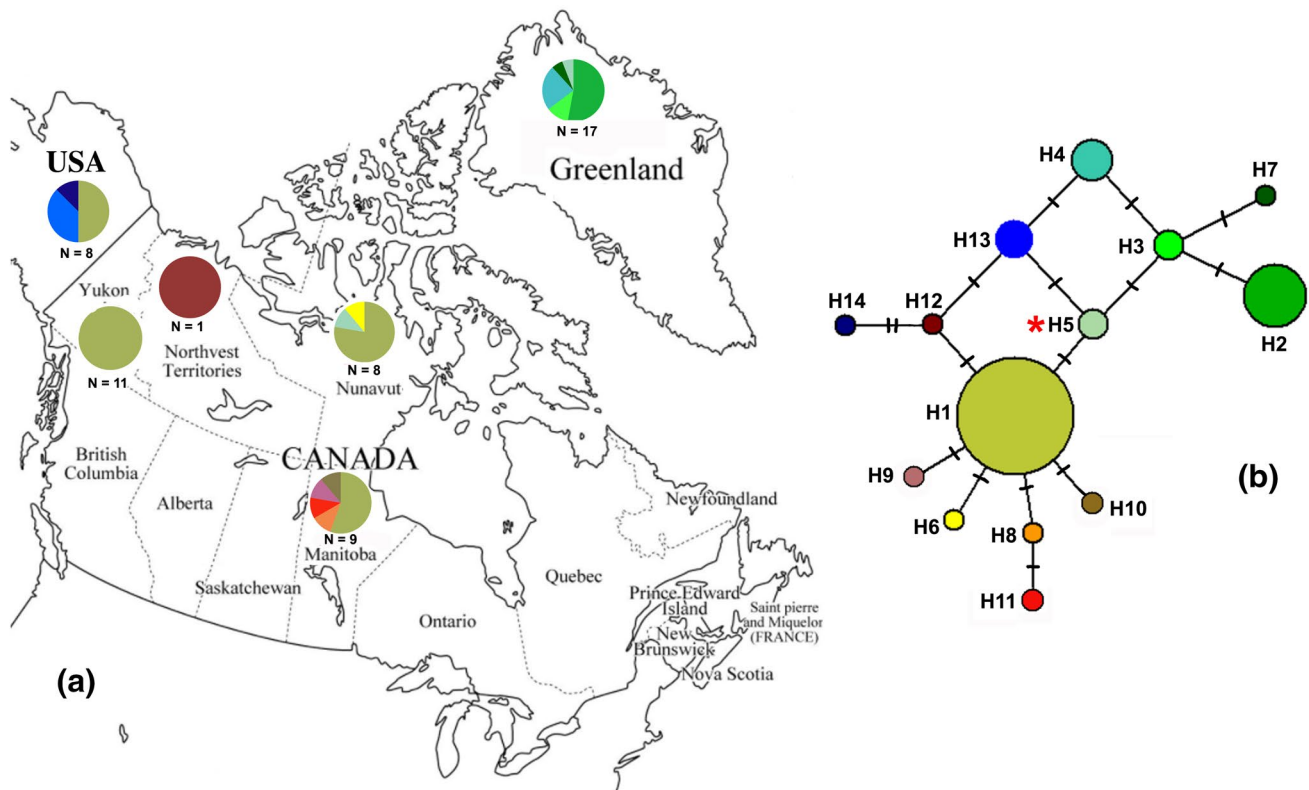 USA
N = 8
Yukon
N = 11
N = 1
Northvest
Territories
N = 17
Greenland
N = 8
Nunavut
CANADA
N = 9
Manitoba
British
Columbia
Alberta
Saskatchewan
Ontario
Quebec
Newfoundland
Prince Edward
Island
New
Brunswick
Nova Scotia
Saint pierre
and Miquelon
(FRANCE)
(a)
H4
H7
H13
H3
H14
H12
* H5
H2
H1
H9
H6
H8
H10
H11
(b)